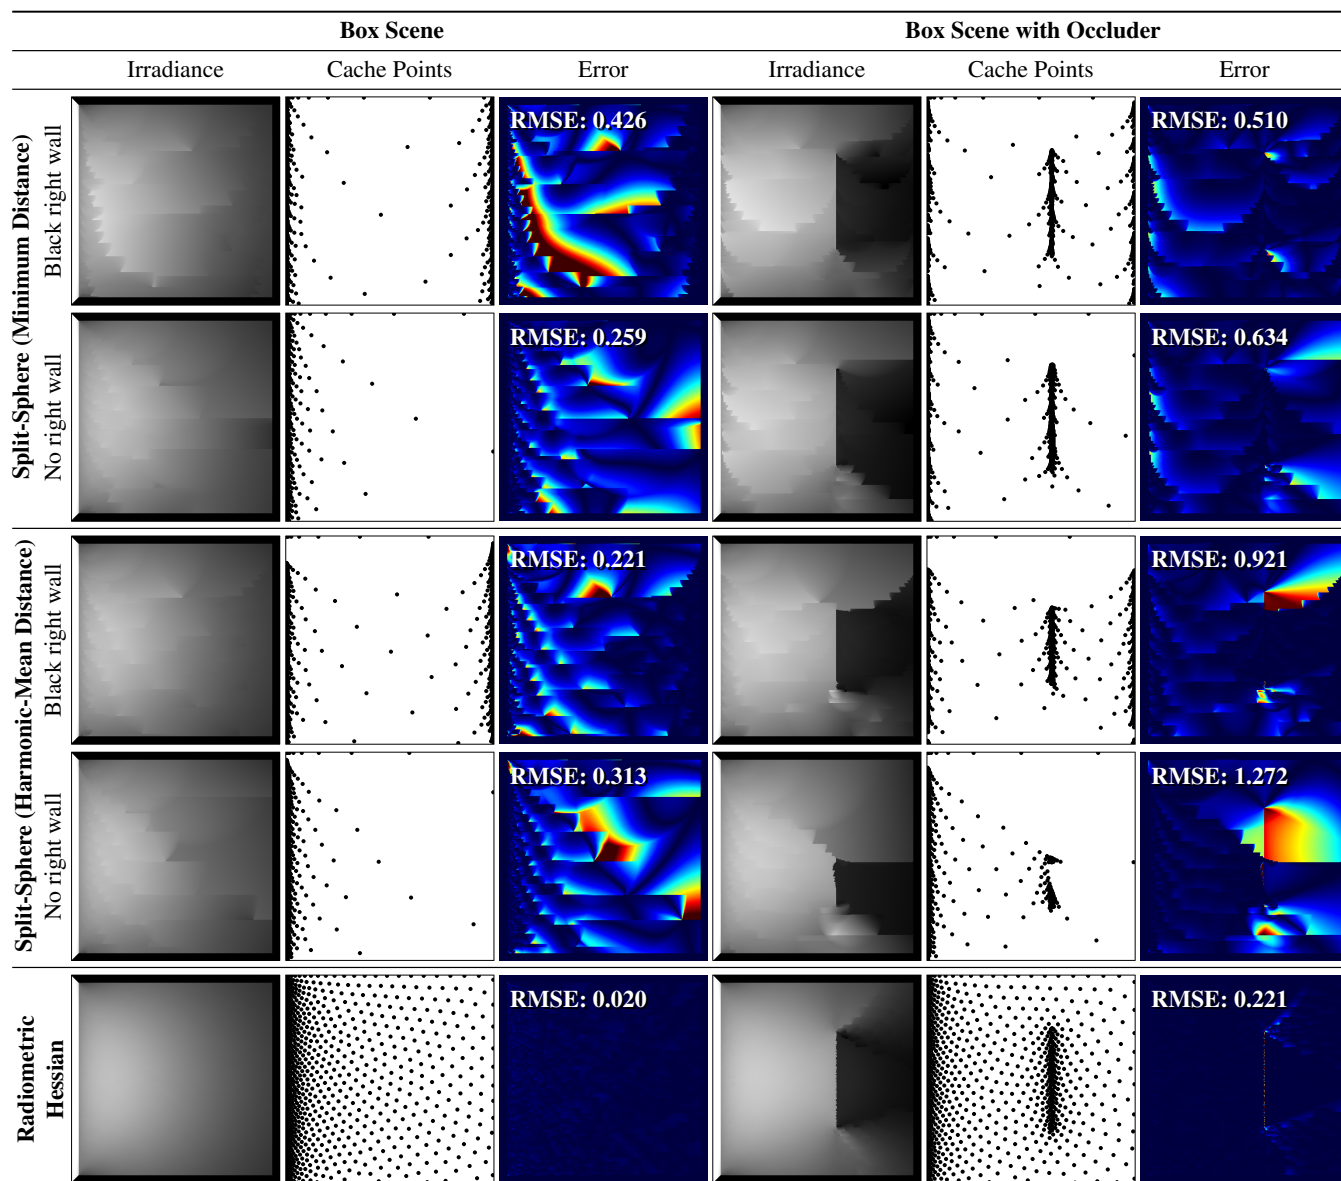 Box Scene
Box Scene with Occluder
Irradiance
Cache Points
Error
Irradiance
Cache Points
Error
Split-Sphere (Minimum Distance)
Black right wall
RMSE: 0.426
RMSE: 0.510
No right wall
RMSE: 0.259
RMSE: 0.634
Split-Sphere (Harmonic-Mean Distance)
Black right wall
RMSE: 0.221
RMSE: 0.921
No right wall
RMSE: 0.313
RMSE: 1.272
Radiometric
Hessian
RMSE: 0.020
RMSE: 0.221